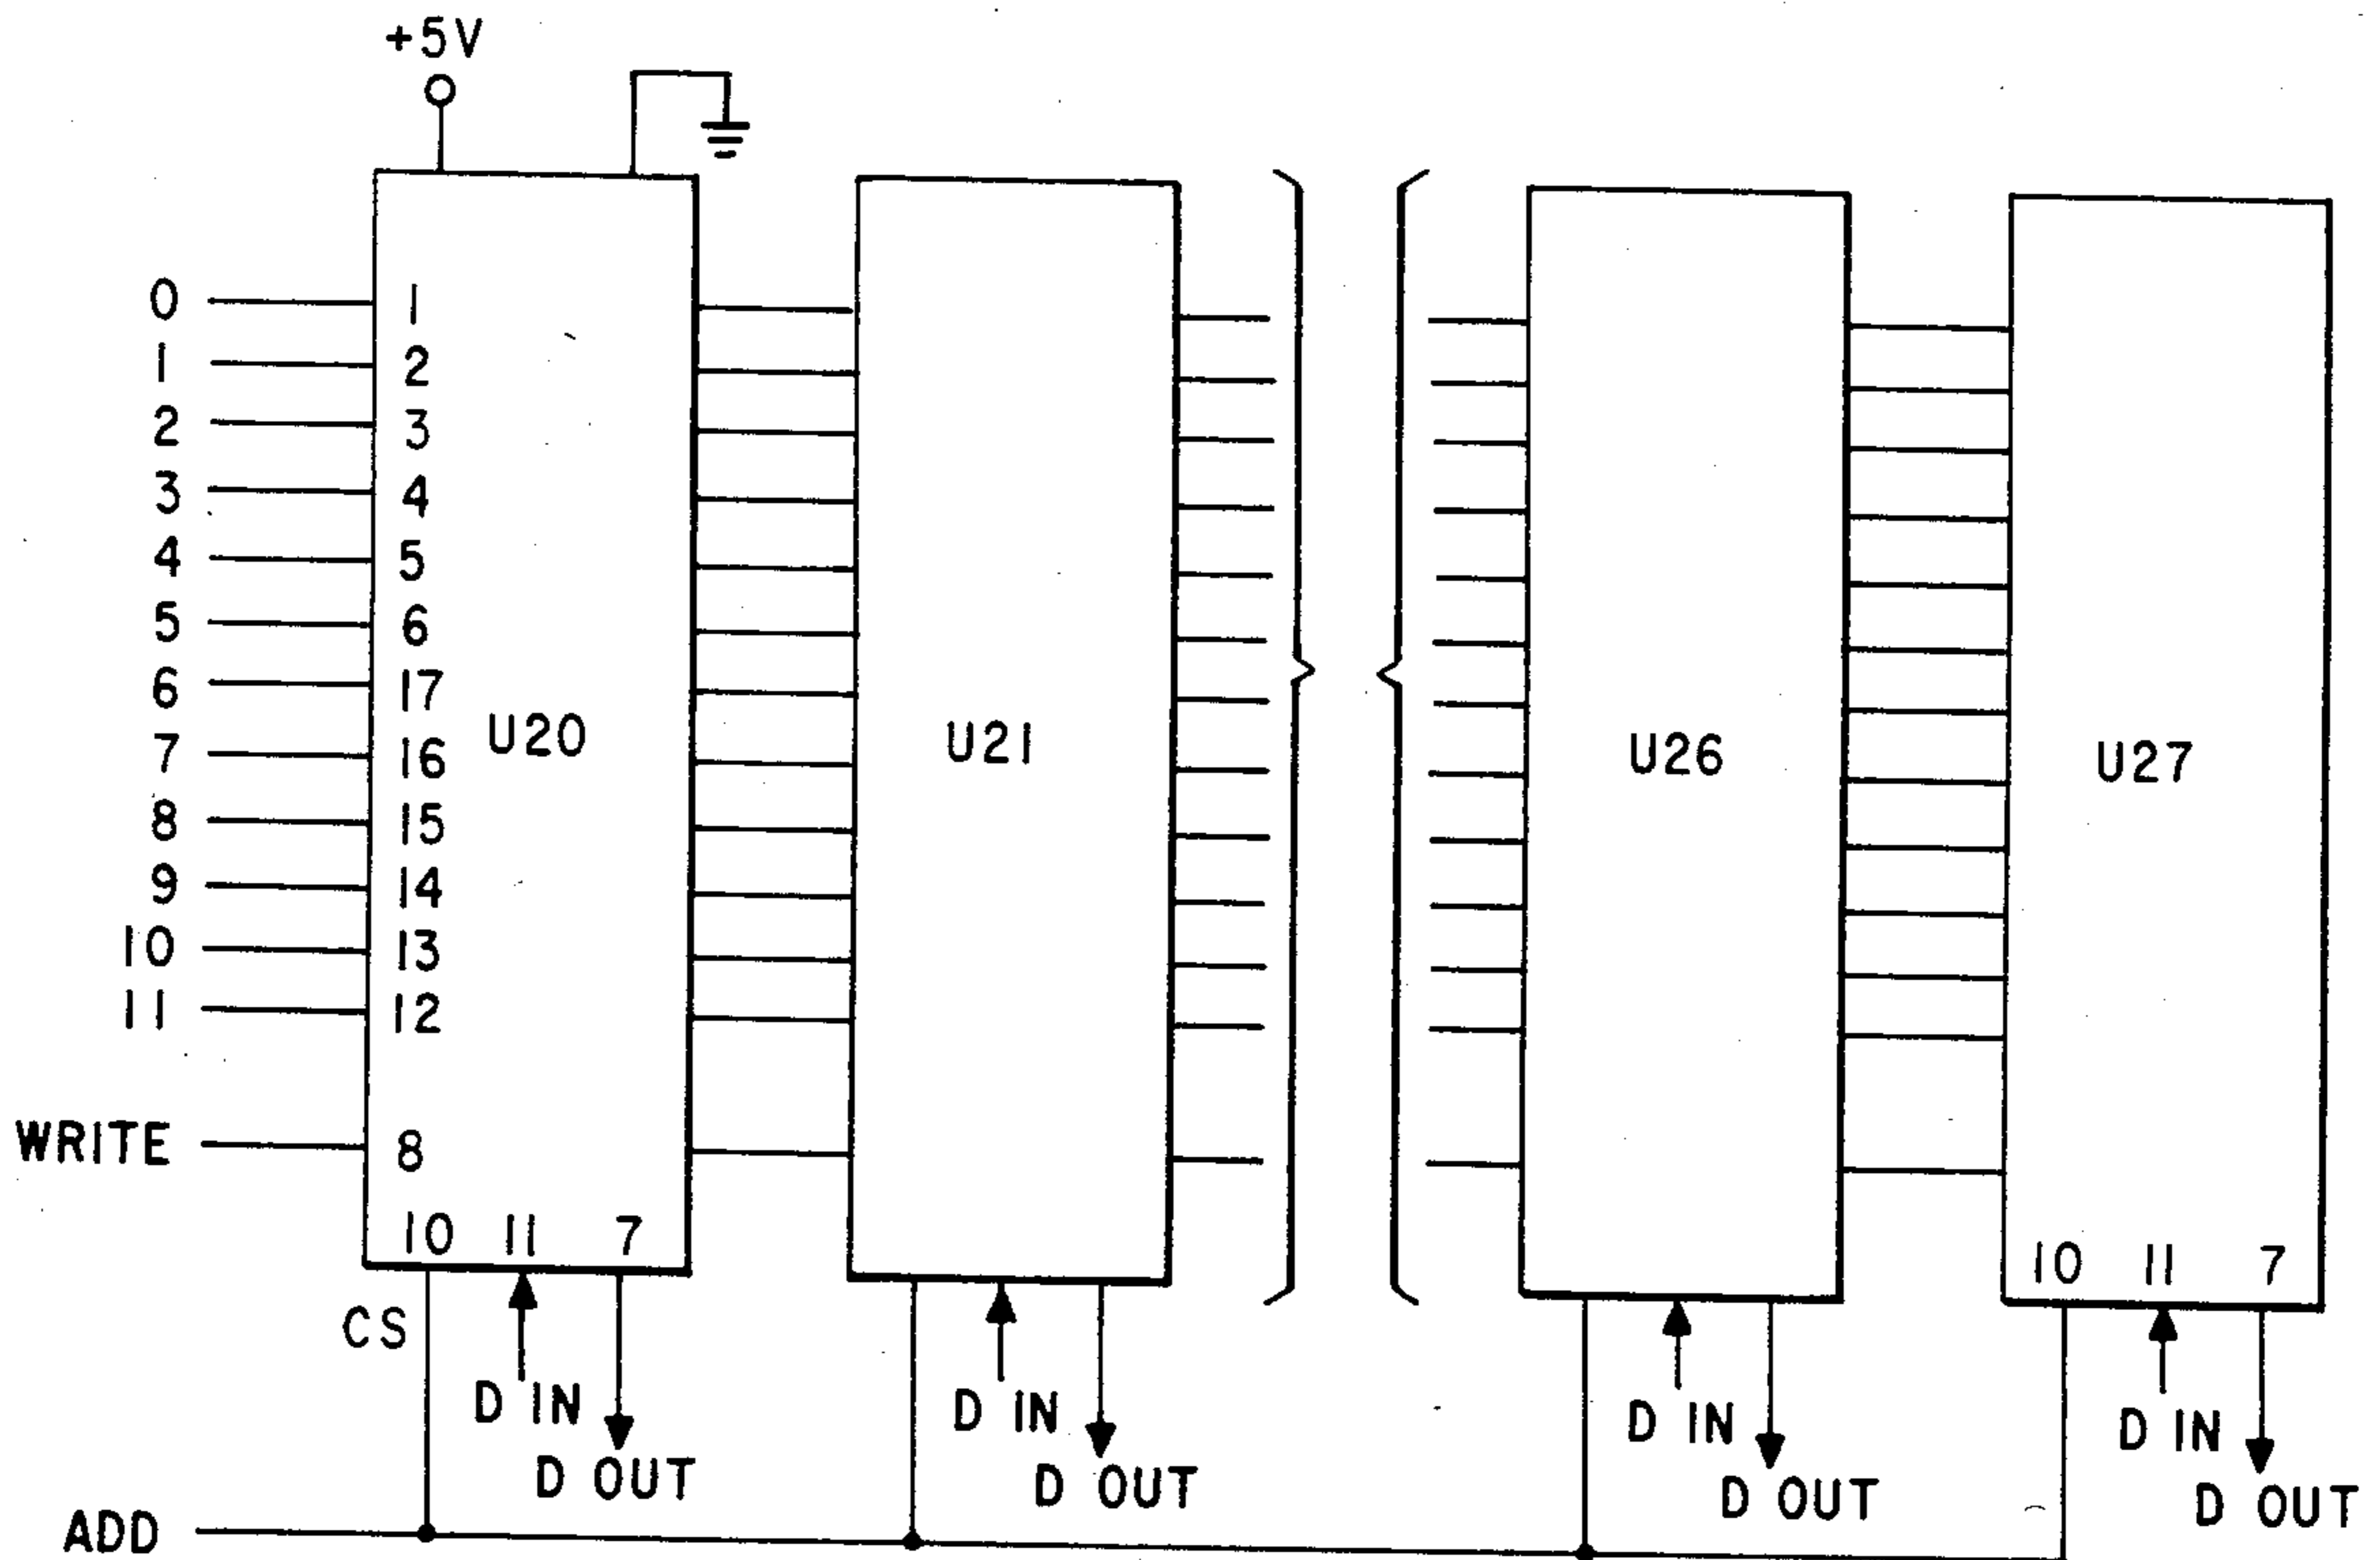 +5V
0 1
1 2
2 3
3 4
4 5
5 6
6 17
7 16
8 15
9 14
10 13
11 12
U20 U21 U26 U27
WRITE 8
10 11 7
10 11 7
CS
D IN D IN D IN D IN
D OUT D OUT D OUT D OUT
ADD